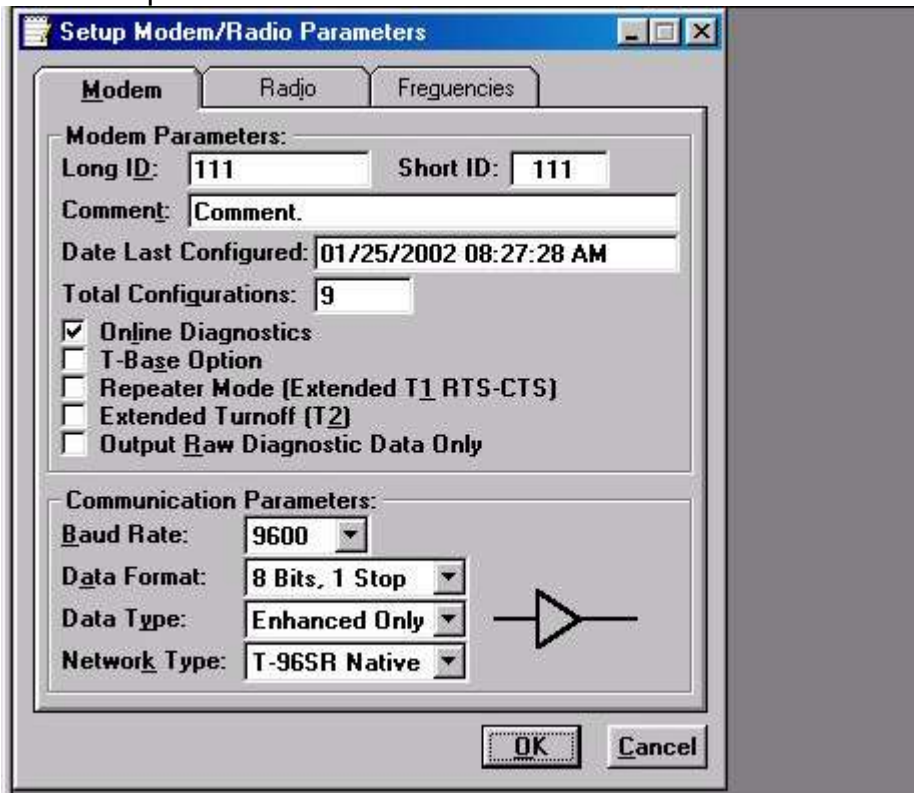 Setup Modem/Radio Parameters
Modem Radio Freguencies
Modem Parameters:
Long ID: 111 Short ID: 111
Comment: Comment.
Date Last Configured: 01/25/2002 08:27:28 AM
Total Configurations: 9
Online Diagnostics
T-Base Option
Repeater Mode (Extended T1 RTS-CTS)
Extended Turnoff (T2)
Output Raw Diagnostic Data Only
Communication Parameters:
Baud Rate: 9600
Data Format: 8 Bits, 1 Stop
Data Type: Enhanced Only
Network Type: T-96SR Native
OK Cancel